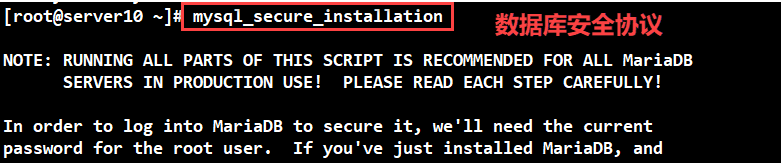 [root@server10 ~]# mysql_secure_installation
数据库安全协议
NOTE: RUNNING ALL PARTS OF THIS SCRIPT IS RECOMMENDED FOR ALL MariaDB
SERVERS IN PRODUCTION USE!  PLEASE READ EACH STEP CAREFULLY!
In order to log into MariaDB to secure it, we'll need the current
password for the root user.  If you've just installed MariaDB, and